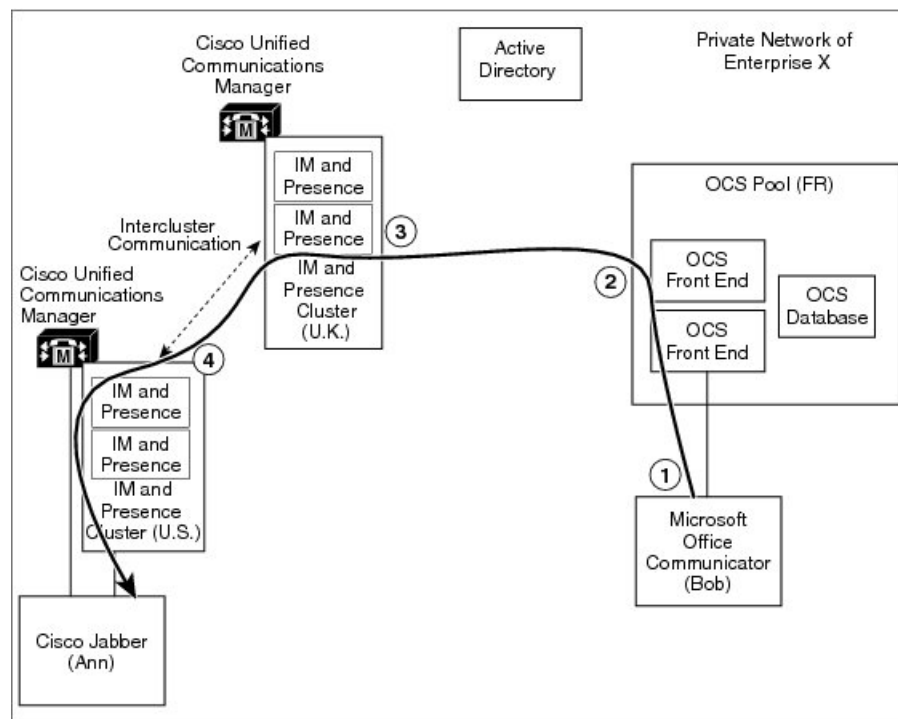 Cisco Unified
Communications
Manager
M
Active
Directory
Private Network of
Enterprise X
IM and
Presence
IM and
Presence
IM and
Presence
Cluster
(U.K.)
3
Intercluster
Communication
OCS Pool (FR)
2
OCS
Front End
OCS
Front End
OCS
Database
Cisco Unified
Communications
Manager
M
4
IM and
Presence
IM and
Presence
IM and
Presence
Cluster (U.S.)
1
Microsoft
Office
Communicator
(Bob)
Cisco Jabber
(Ann)